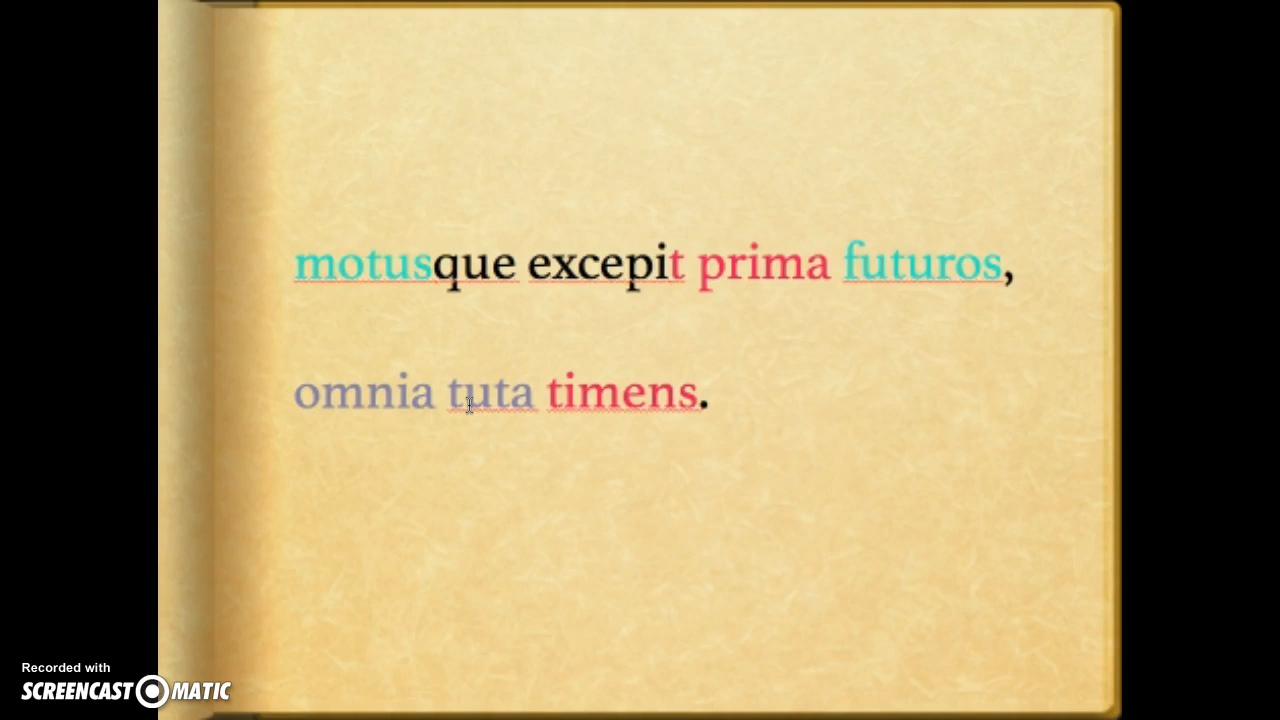 motusque excepit prima futuros,
omnia tuta timens.
Recorded with
SCREENCAST MATIC